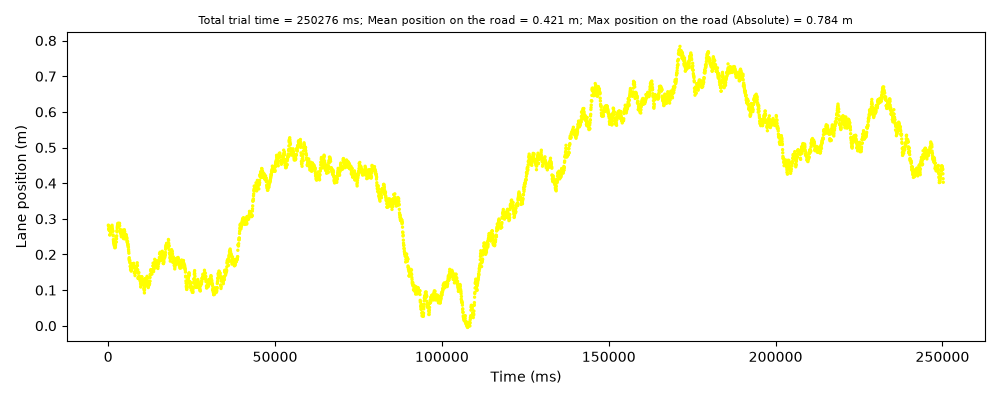 Total trial time = 250276 ms; Mean position on the road = 0.421 m; Max position on the road (Absolute) = 0.784 m
0.8
0.7
0.6
0.5
0.4
0.3
0.2
0.1
0.0
Lane position (m)
0 50000 100000 150000 200000 250000
Time (ms)